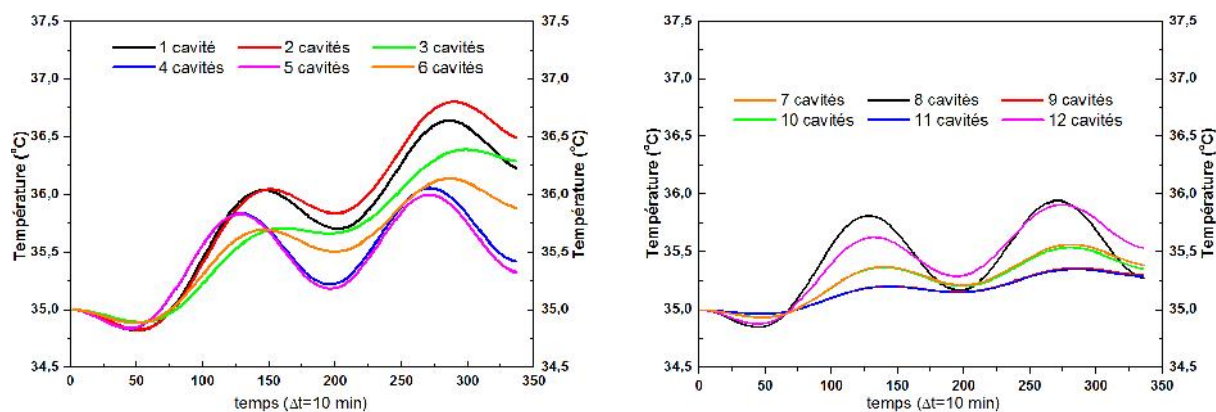 37,5
37,0
36,5
36,0
35,5
35,0
34,5
Température (°C)
1 cavité 2 cavités 3 cavités
4 cavités 5 cavités 6 cavités
37,5
37,0
36,5
36,0
35,5
35,0
34,5
Température (°C)
0 50 100 150 200 250 300 350
temps (Δt=10 min)
37,5
37,0
36,5
36,0
35,5
35,0
34,5
Température (°C)
7 cavités 8 cavités 9 cavités
10 cavités 11 cavités 12 cavités
37,5
37,0
36,5
36,0
35,5
35,0
34,5
Température (°C)
0 50 100 150 200 250 300 350
temps (Δt=10 min)